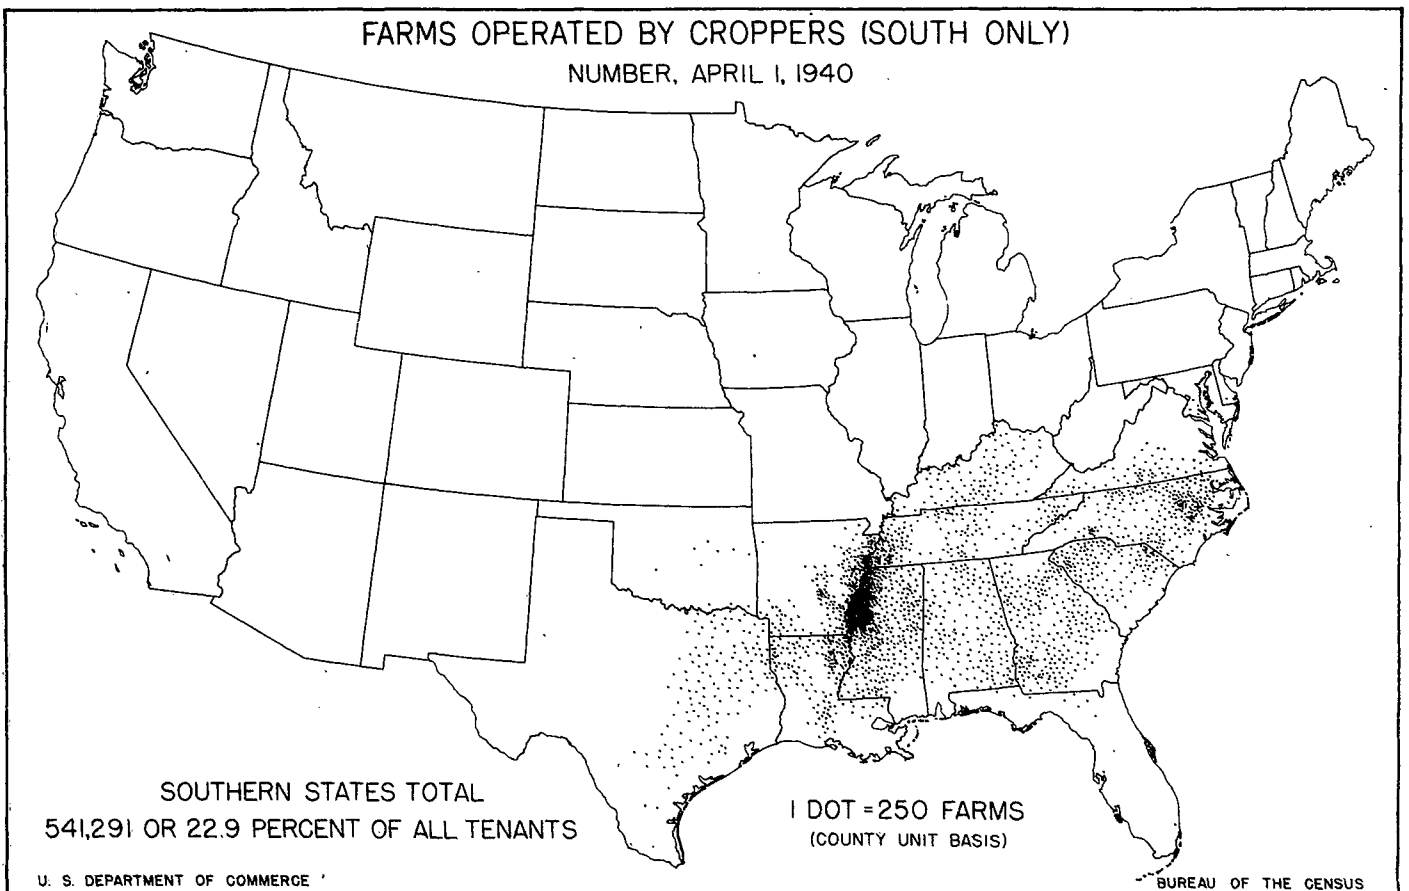 FARMS OPERATED BY CROPPERS (SOUTH ONLY)
NUMBER, APRIL 1, 1940
SOUTHERN STATES TOTAL
541,291 OR 22.9 PERCENT OF ALL TENANTS
1 DOT = 250 FARMS
(COUNTY UNIT BASIS)
U. S. DEPARTMENT OF COMMERCE
BUREAU OF THE CENSUS